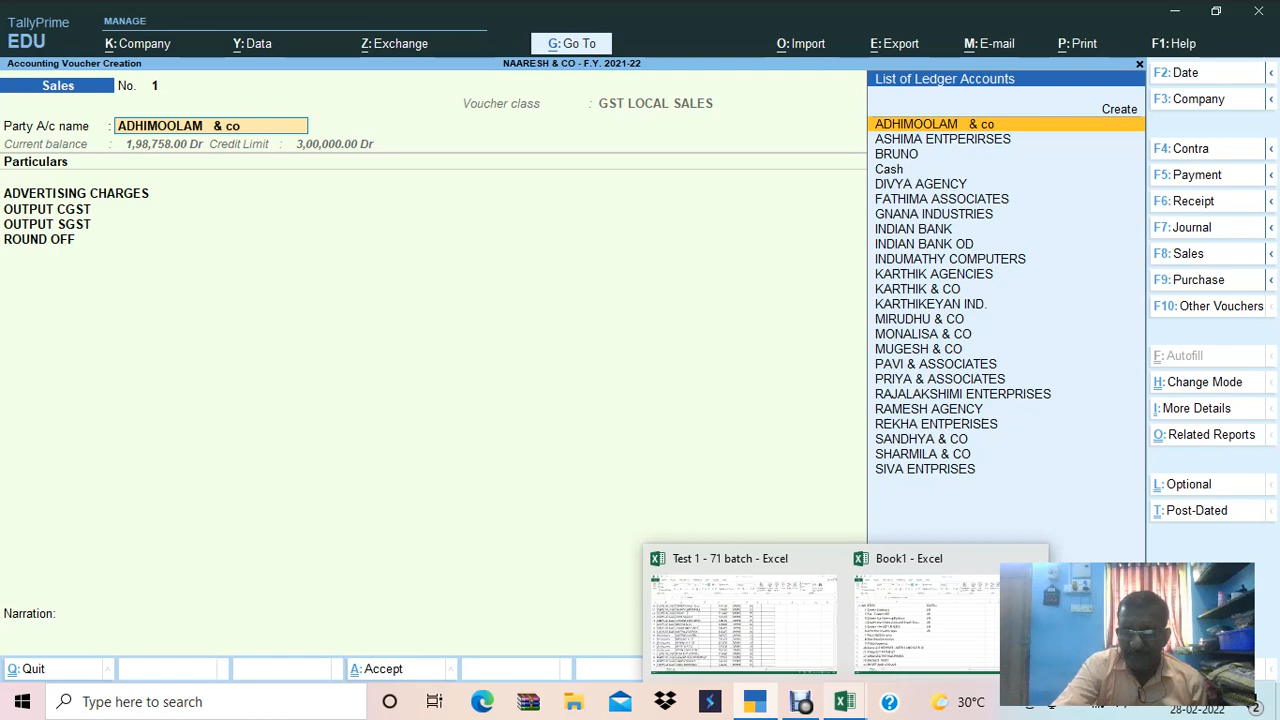 TallyPrime
EDU
MANAGE
K: Company
Y: Data
Z: Exchange
G: Go To
O: Import
E: Export
M: E-mail
P: Print
F1: Help
Accounting Voucher Creation
NAARESH & CO - F.Y. 2021-22
Sales No. 1
Voucher class : GST LOCAL SALES
Party A/c name : ADHIMOOLAM & co
Current balance : 1,98,758.00 Dr Credit Limit : 3,00,000.00 Dr
Particulars
ADVERTISING CHARGES
OUTPUT CGST
OUTPUT SGST
ROUND OFF
Narration:
Q: Quit
A: Accept
List of Ledger Accounts
Create
ADHIMOOLAM & co
ASHIMA ENTPERIRSES
BRUNO
Cash
DIVYA AGENCY
FATHIMA ASSOCIATES
GNANA INDUSTRIES
INDIAN BANK
INDIAN BANK OD
INDUMATHY COMPUTERS
KARTHIK AGENCIES
KARTHIK & CO
KARTHIKEYAN IND.
MIRUDHU & CO
MONALISA & CO
MUGESH & CO
PAVI & ASSOCIATES
PRIYA & ASSOCIATES
RAJALAKSHIMI ENTERPRISES
RAMESH AGENCY
REKHA ENTPERISES
SANDHYA & CO
SHARMILA & CO
SIVA ENTPRISES
F2: Date
F3: Company
F4: Contra
F5: Payment
F6: Receipt
F7: Journal
F8: Sales
F9: Purchase
F10: Other Vouchers
F: Autofill
H: Change Mode
I: More Details
O: Related Reports
L: Optional
T: Post-Dated
Test 1 - 71 batch - Excel
Book1 - Excel
Type here to search
30°C
28-02-2022
2